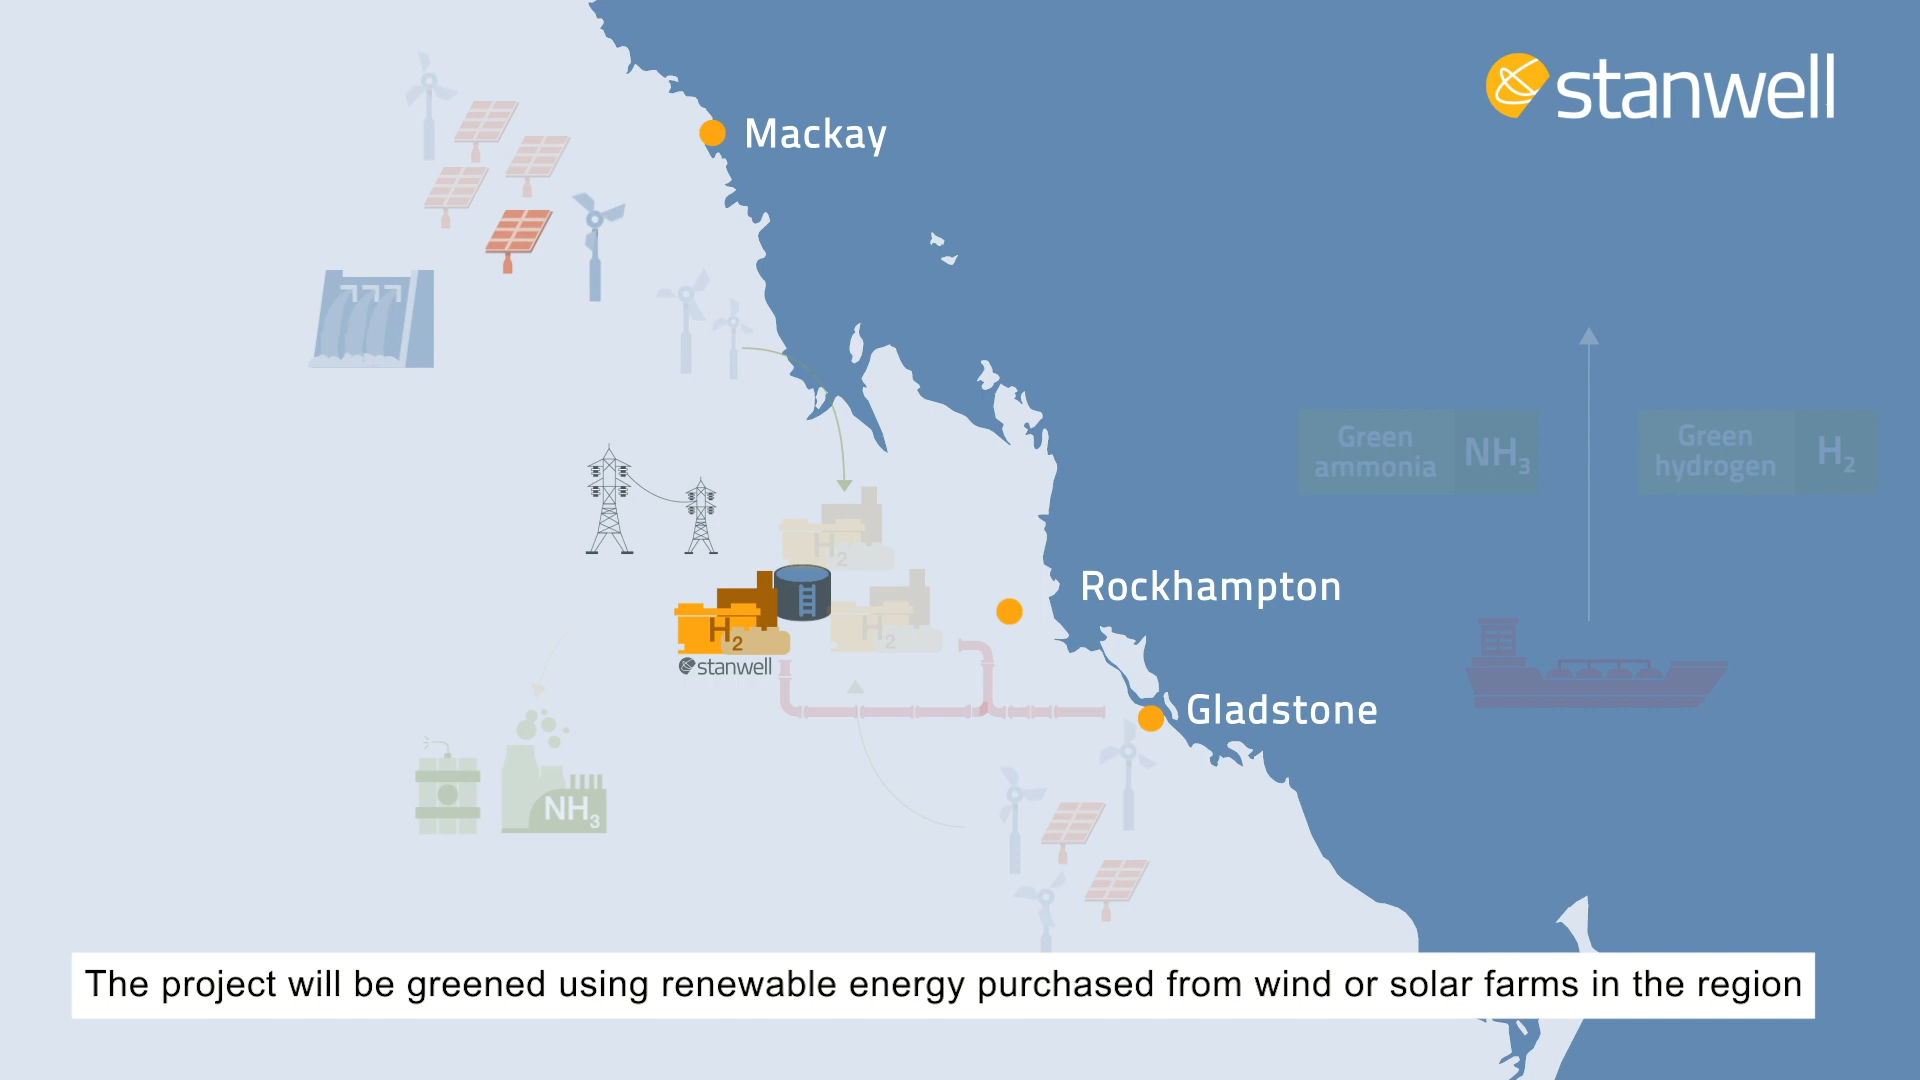 stanwell
Mackay
Green
ammonia
NH3
Green
hydrogen
H2
H2
Rockhampton
H2
H2
stanwell
Gladstone
NH3
The project will be greened using renewable energy purchased from wind or solar farms in the region